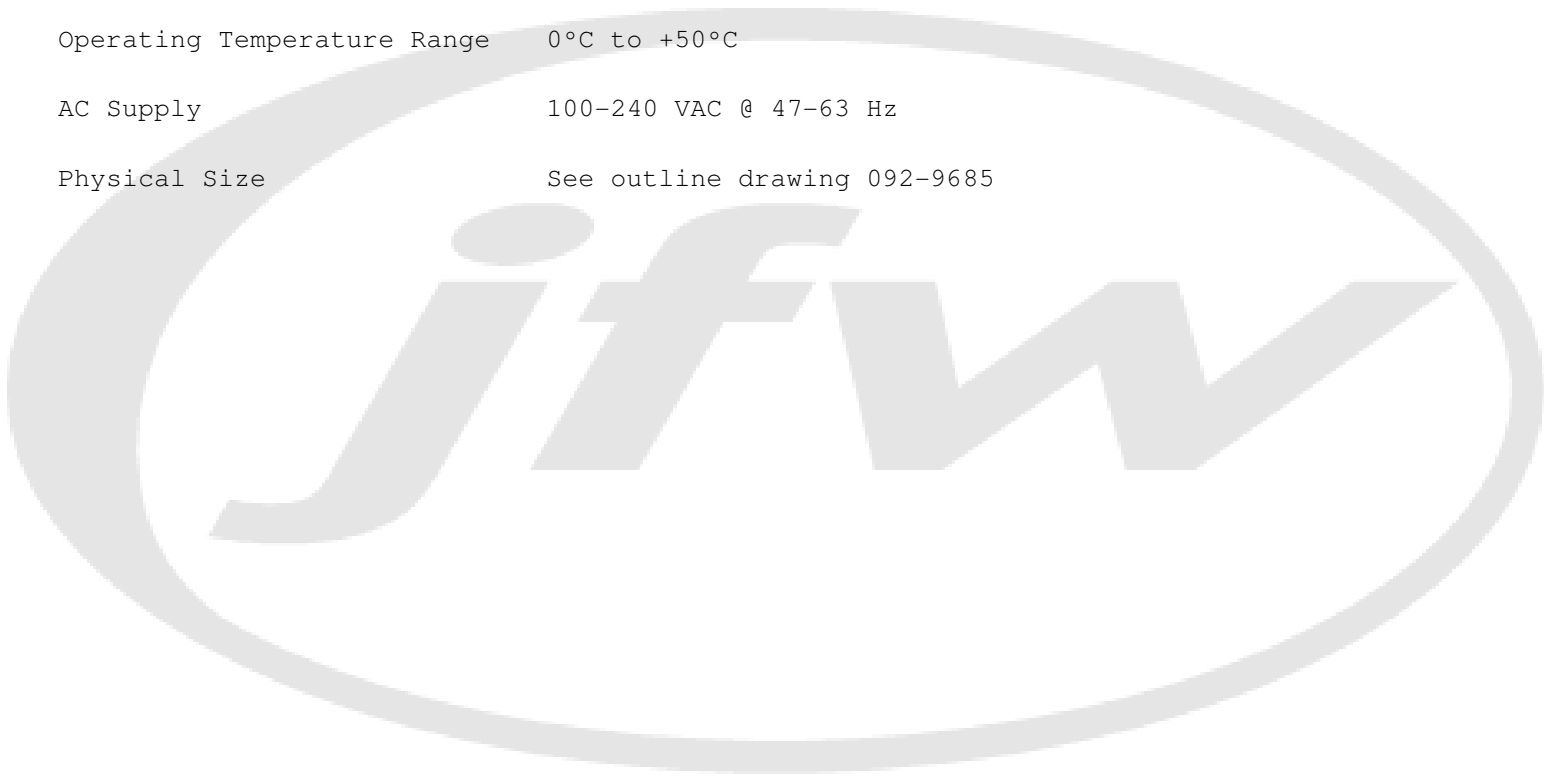 Operating Temperature Range 0°C to +50°C
AC Supply 100-240 VAC @ 47-63 Hz
Physical Size See outline drawing 092-9685
jfw